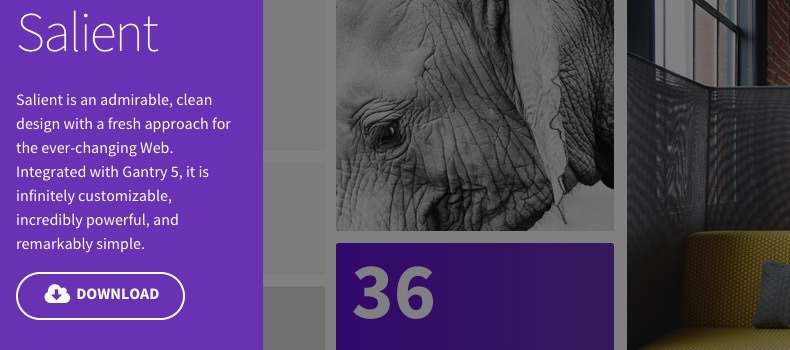 Salient
Salient is an admirable, clean
design with a fresh approach for
the ever-changing Web.
Integrated with Gantry 5, it is
infinitely customizable,
incredibly powerful, and
remarkably simple.
DOWNLOAD
36